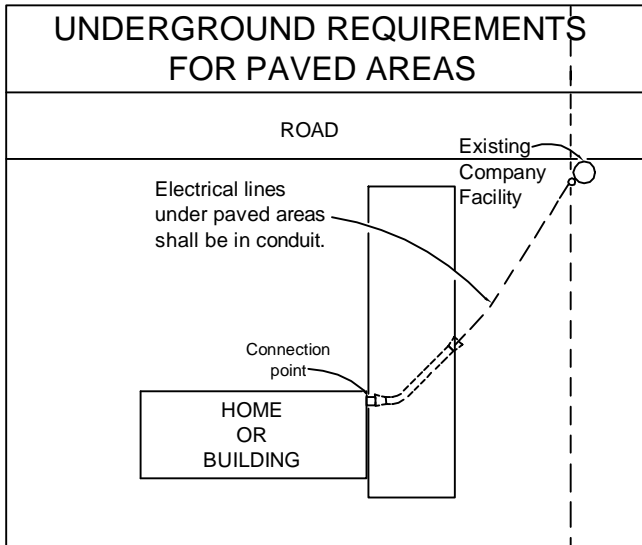 UNDERGROUND REQUIREMENTS
FOR PAVED AREAS
ROAD
Existing
Company
Facility
Electrical lines
under paved areas
shall be in conduit.
Connection
point
HOME
OR
BUILDING